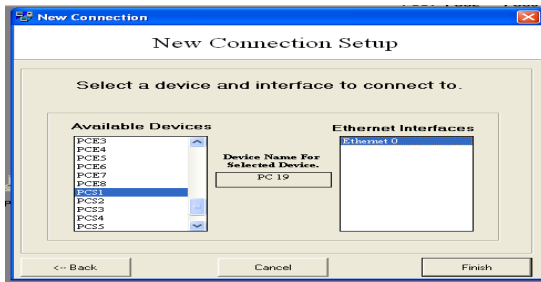 New Connection
New Connection Setup
Select a device and interface to connect to.
Available Devices
PCE3
PCE4
PCE5
PCE6
PCE7
PCE8
PCS1
PCS2
PCS3
PCS4
PCS5
Device Name For
Selected Device.
PC 19
Ethernet Interfaces
Ethernet 0
<-- Back
Cancel
Finish